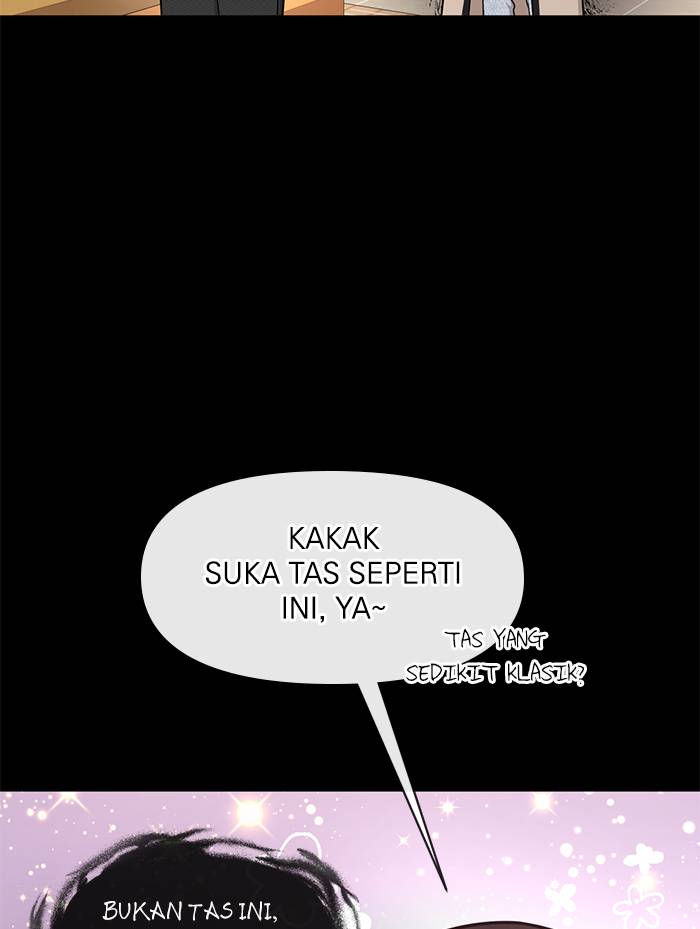 KAKAK
SUKA TAS SEPERTI
INI, YA~
TAS YANG
SEDIKIT KLASIK?
BUKAN TAS INI,